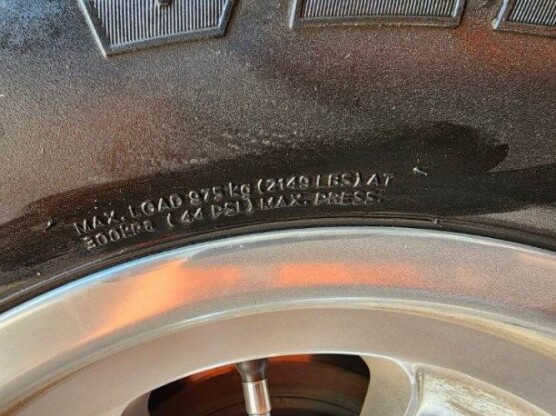 MAX. LOAD 975 kg (2149 LBS) AT
300KPa (44 PSI) MAX. PRESS.